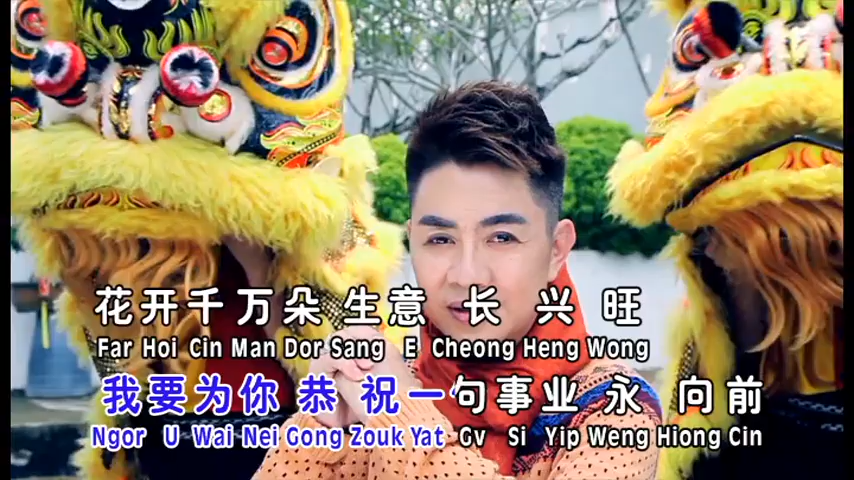 花开千万朵 生意 长 兴 旺
Far Hoi Cin Man Dor Sang E Cheong Heng Wong
我要为你 恭 祝一句事业 永 向前
Ngor U Wai Nei Gong Zouk Yat Gv Si Yip Weng Hiong Cin